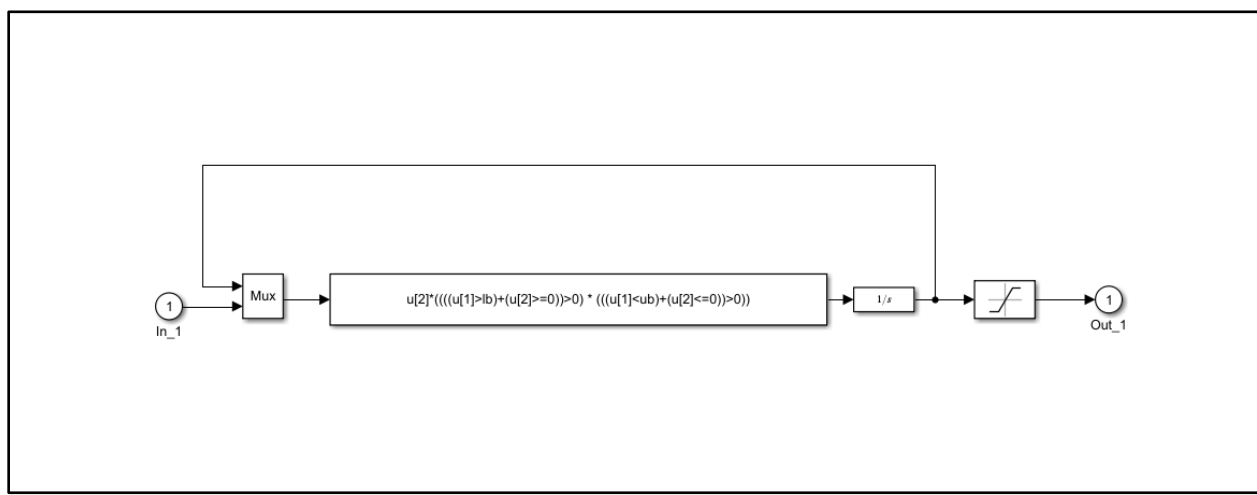 Mux
u[2]*((((u[1]>lb)+(u[2]>=0))>0) * (((u[1]<ub)+(u[2]<=0))>0))
1/s
1
In_1
1
Out_1